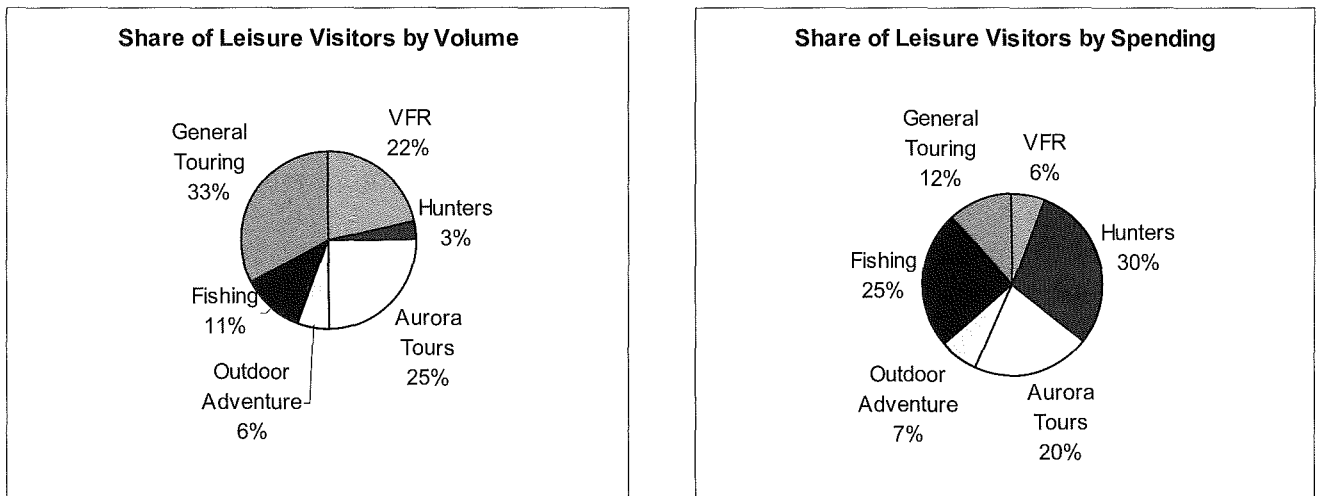 Share of Leisure Visitors by Volume
General
Touring
33%
VFR
22%
Hunters
3%
Fishing
11%
Aurora
Tours
25%
Outdoor
Adventure
6%
Share of Leisure Visitors by Spending
General
Touring
12%
VFR
6%
Hunters
30%
Fishing
25%
Outdoor
Adventure
7%
Aurora
Tours
20%